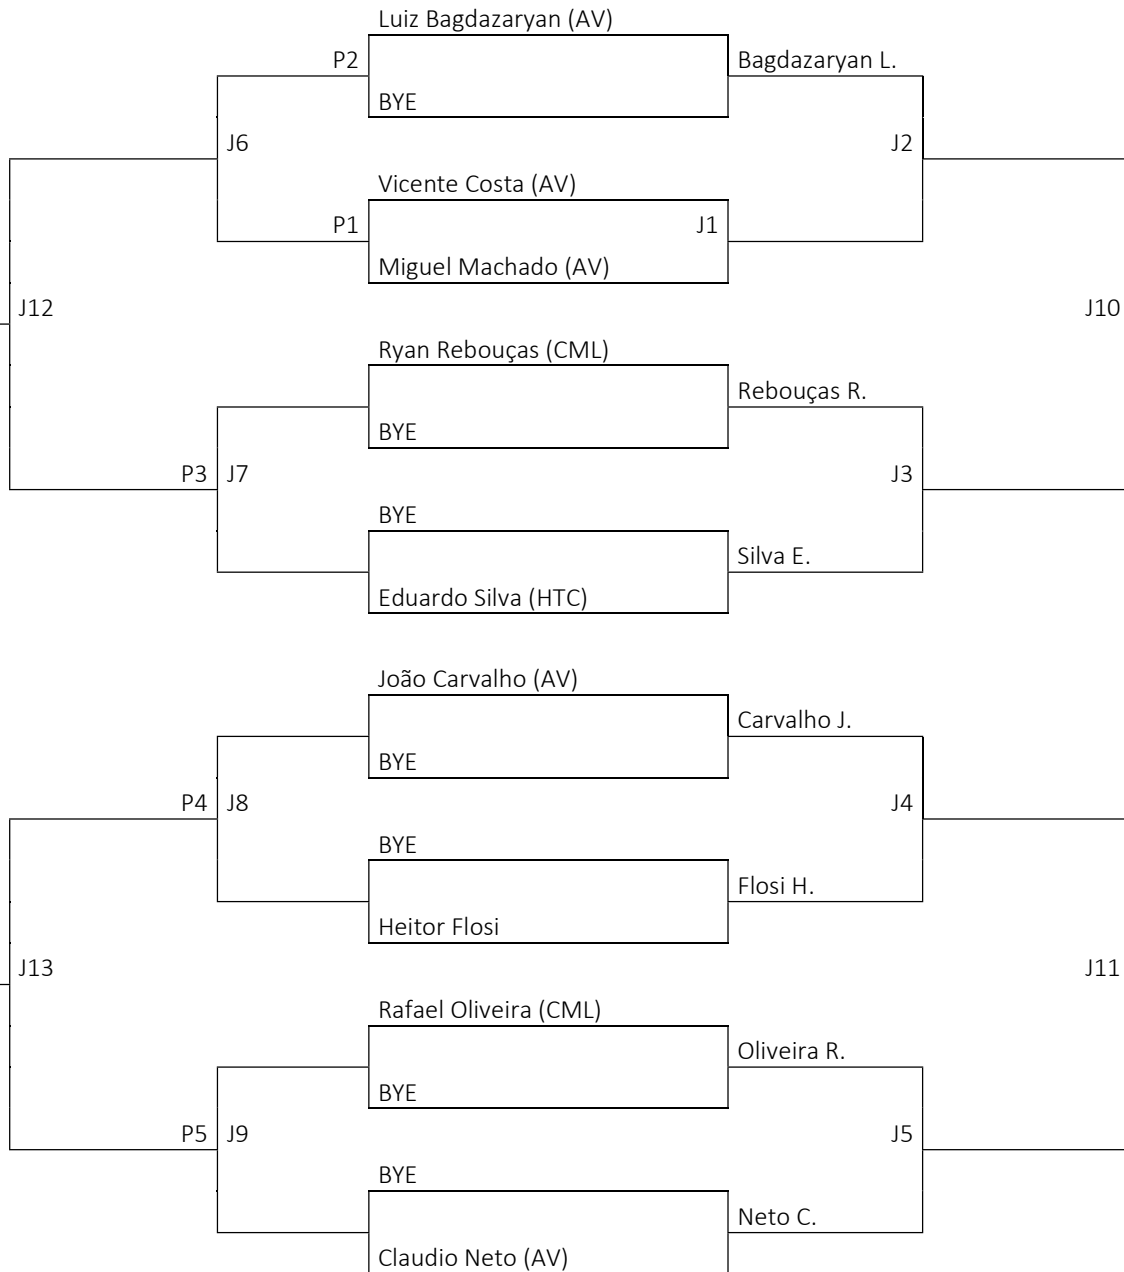 Luiz Bagdazaryan (AV)
P2
Bagdazaryan L.
BYE
J6
J2
Vicente Costa (AV)
P1
J1
Miguel Machado (AV)
J12
J10
Ryan Rebouças (CML)
Rebouças R.
BYE
P3
J7
J3
BYE
Silva E.
Eduardo Silva (HTC)
João Carvalho (AV)
Carvalho J.
BYE
P4
J8
J4
BYE
Flosi H.
Heitor Flosi
J13
J11
Rafael Oliveira (CML)
Oliveira R.
BYE
P5
J9
J5
BYE
Neto C.
Claudio Neto (AV)